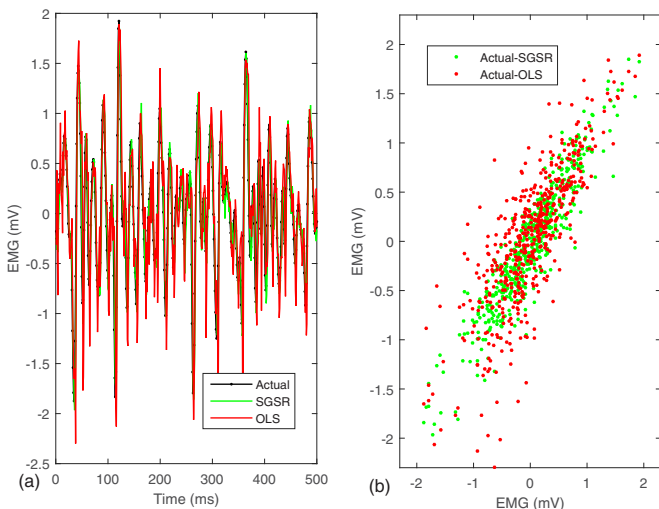 2
1.5
1
0.5
0
-0.5
-1
-1.5
-2
-2.5
EMG (mV)
0 100 200 300 400 500
Time (ms)
Actual
SGSR
OLS
(a)
2
1.5
1
0.5
0
-0.5
-1
-1.5
-2
EMG (mV)
-2 -1 0 1 2
EMG (mV)
Actual-SGSR
Actual-OLS
(b)